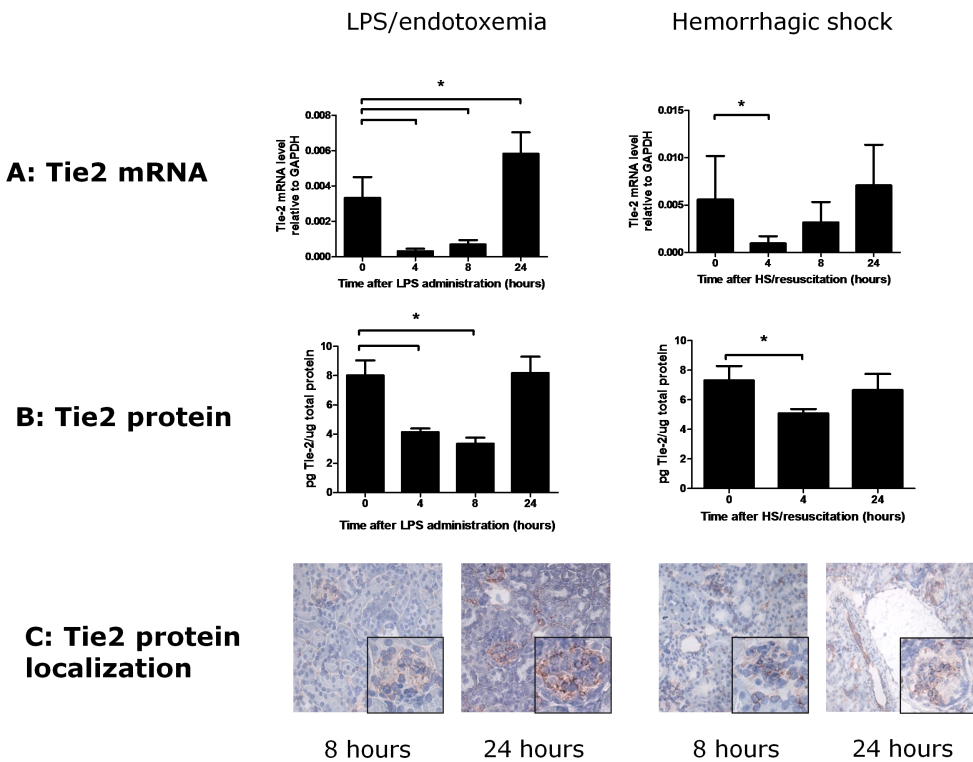 LPS/endotoxemia
Hemorrhagic shock
A: Tie2 mRNA
Tie-2 mRNA level
relative to GAPDH
0.008
0.006
0.004
0.002
0.000
*
0 4 8 24
Time after LPS administration (hours)
Tie-2 mRNA level
relative to GAPDH
0.015
0.010
0.005
0.000
*
0 4 8 24
Time after HS/resuscitation (hours)
B: Tie2 protein
pg Tie-2/ug total protein
10
8
6
4
2
0
*
0 4 8 24
Time after LPS administration (hours)
pg Tie-2/ug total protein
10
8
6
4
2
0
*
0 4 24
Time after HS/resuscitation (hours)
C: Tie2 protein
localization
8 hours
24 hours
8 hours
24 hours